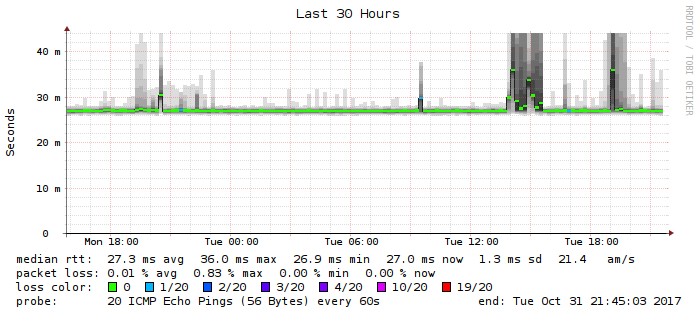 Last 30 Hours
RRDTOOL / TOBI OETIKER
Seconds
40 m
30 m
20 m
10 m
0
Mon 18:00 Tue 00:00 Tue 06:00 Tue 12:00 Tue 18:00
median rtt: 27.3 ms avg 36.0 ms max 26.9 ms min 27.0 ms now 1.3 ms sd 21.4 am/s
packet loss: 0.01 % avg 0.83 % max 0.00 % min 0.00 % now
loss color: 0 1/20 2/20 3/20 4/20 10/20 19/20
probe: 20 ICMP Echo Pings (56 Bytes) every 60s end: Tue Oct 31 21:45:03 2017